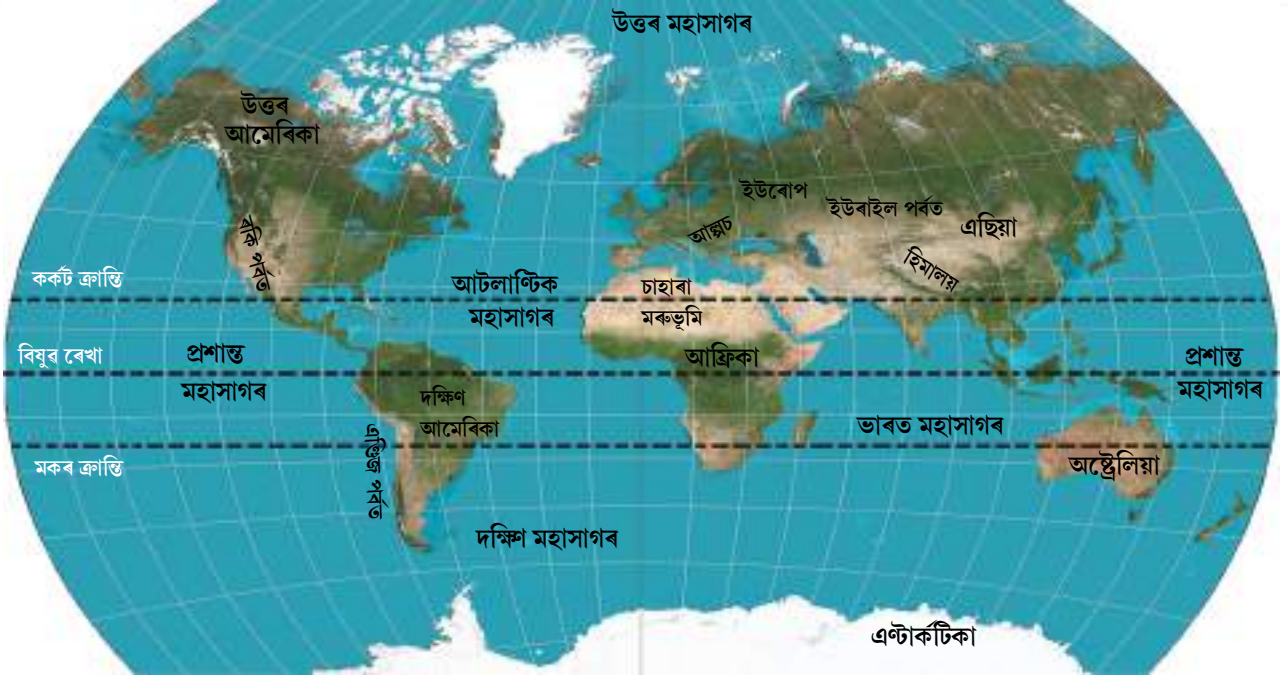 উত্তৰ মহাসাগৰ
উত্তৰ
আমেৰিকা
ইউৰোপ
ইউৰাইল পৰ্বত
আল্পচ
এছিয়া
ৰকি পৰ্বত
হিমালয়
কৰ্কট ক্ৰান্তি
আটলাণ্টিক
মহাসাগৰ
চাহাৰা
মৰুভূমি
বিষুৱ ৰেখা
প্ৰশান্ত
মহাসাগৰ
আফ্ৰিকা
প্ৰশান্ত
মহাসাগৰ
দক্ষিণ
আমেৰিকা
ভাৰত মহাসাগৰ
মকৰ ক্ৰান্তি
এণ্ডিজ পৰ্বত
অষ্ট্ৰেলিয়া
দক্ষিণ মহাসাগৰ
এণ্টাৰ্কটিকা